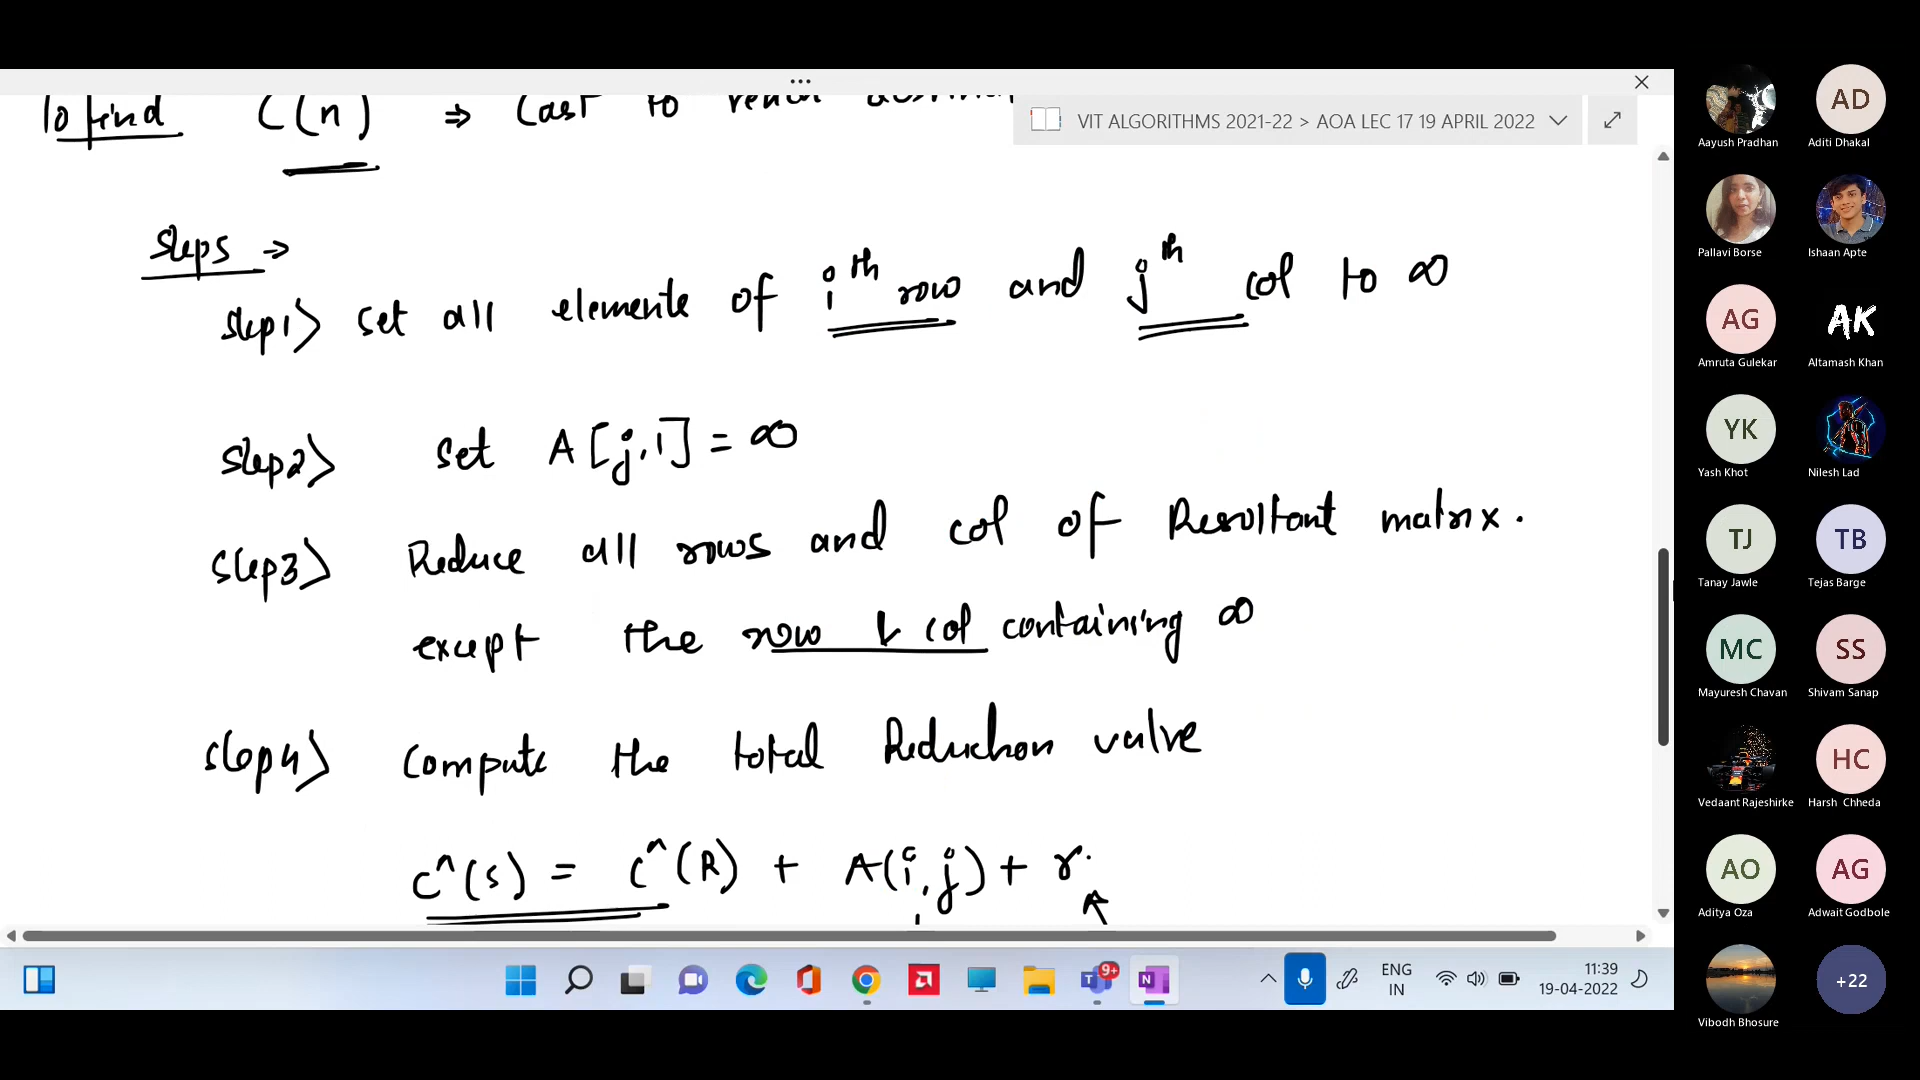 To find C(n) ⇒ Cost to
VIT ALGORITHMS 2021-22 > AOA LEC 17 19 APRIL 2022
Steps →
Step1> set all elements of i th row and j th col to ∞
Step2> set A[j,1] = ∞
Step3> Reduce all rows and col of Resultant matrix.
except the row & col containing ∞
Step4> compute the total Reduction value
C^(S) = C^(R) + A(i,j) + r.
Aayush Pradhan
AD
Aditi Dhakal
Pallavi Borse
Ishaan Apte
AG
Amruta Gulekar
AK
Altamash Khan
YK
Yash Khot
Nilesh Lad
TJ
Tanay Jawle
TB
Tejas Barge
MC
Mayuresh Chavan
SS
Shivam Sanap
Vedaant Rajeshirke
HC
Harsh Chheda
AO
Aditya Oza
AG
Adwait Godbole
Vibodh Bhosure
+22
9+
N
ENG
IN
11:39
19-04-2022